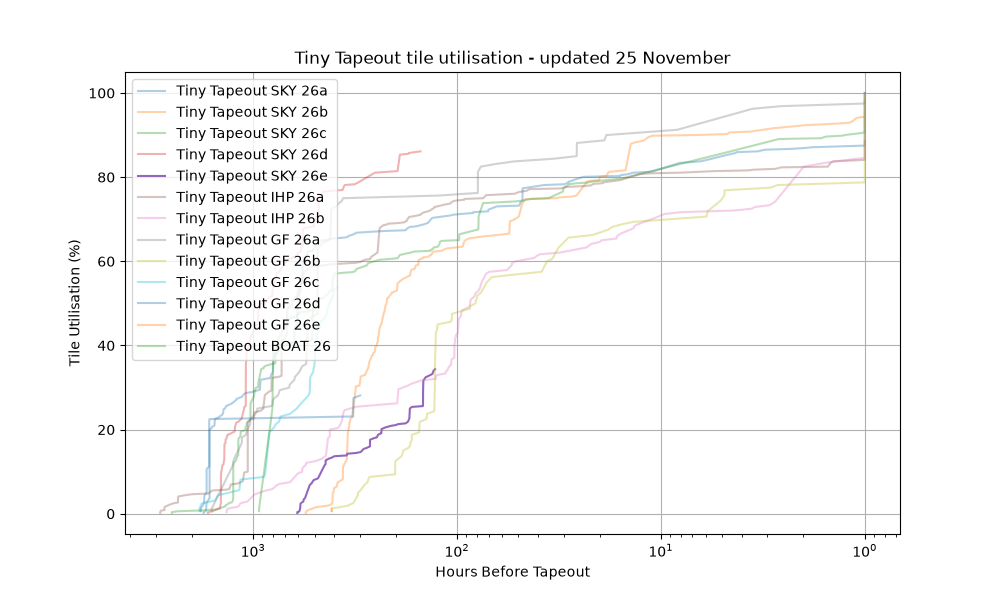 Tiny Tapeout tile utilisation - updated 25 November
Tile Utilisation (%)
100
80
60
40
20
0
Tiny Tapeout SKY 26a
Tiny Tapeout SKY 26b
Tiny Tapeout SKY 26c
Tiny Tapeout SKY 26d
Tiny Tapeout SKY 26e
Tiny Tapeout IHP 26a
Tiny Tapeout IHP 26b
Tiny Tapeout GF 26a
Tiny Tapeout GF 26b
Tiny Tapeout GF 26c
Tiny Tapeout GF 26d
Tiny Tapeout GF 26e
Tiny Tapeout BOAT 26
10³ 10² 10¹ 10⁰
Hours Before Tapeout